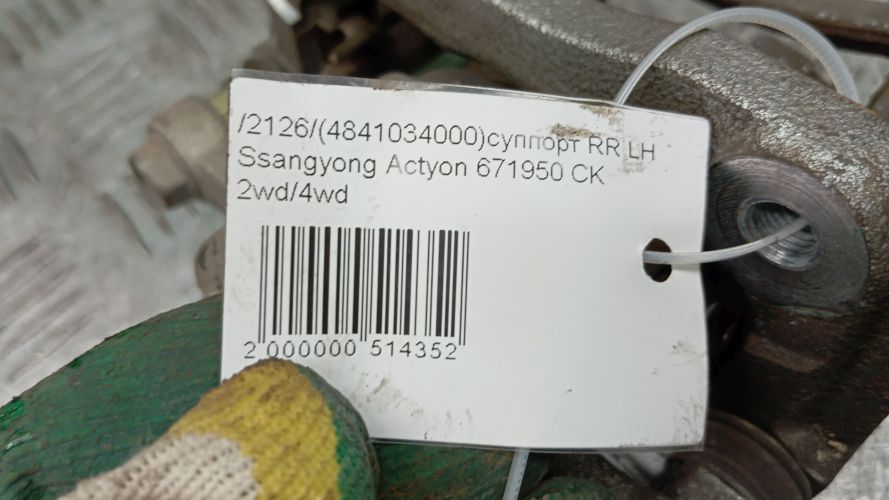 /2126/(4841034000)суппорт RR LH
Ssangyong Actyon 671950 CK
2wd/4wd
2 000000 514352